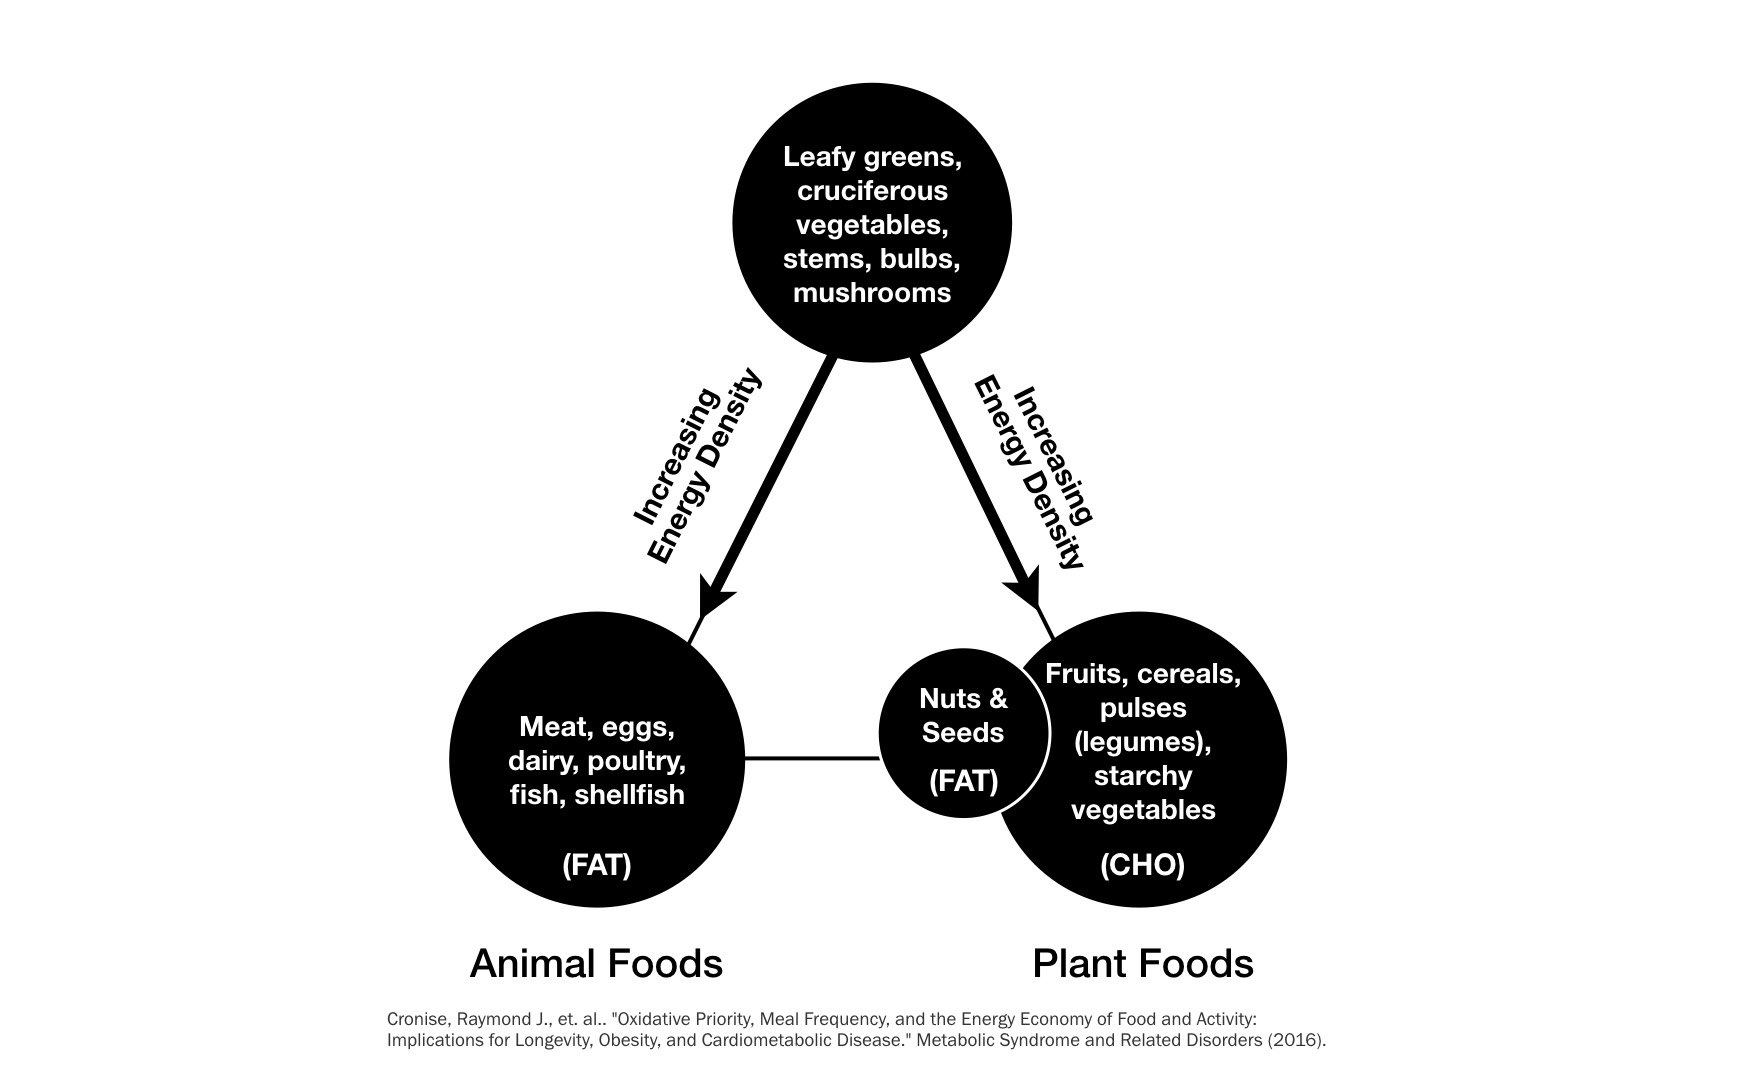 Leafy greens,
cruciferous
vegetables,
stems, bulbs,
mushrooms
Increasing
Energy Density
Increasing
Energy Density
Meat, eggs,
dairy, poultry,
fish, shellfish
(FAT)
Nuts &
Seeds
(FAT)
Fruits, cereals,
pulses
(legumes),
starchy
vegetables
(CHO)
Animal Foods
Plant Foods
Cronise, Raymond J., et. al.. "Oxidative Priority, Meal Frequency, and the Energy Economy of Food and Activity:
Implications for Longevity, Obesity, and Cardiometabolic Disease." Metabolic Syndrome and Related Disorders (2016).